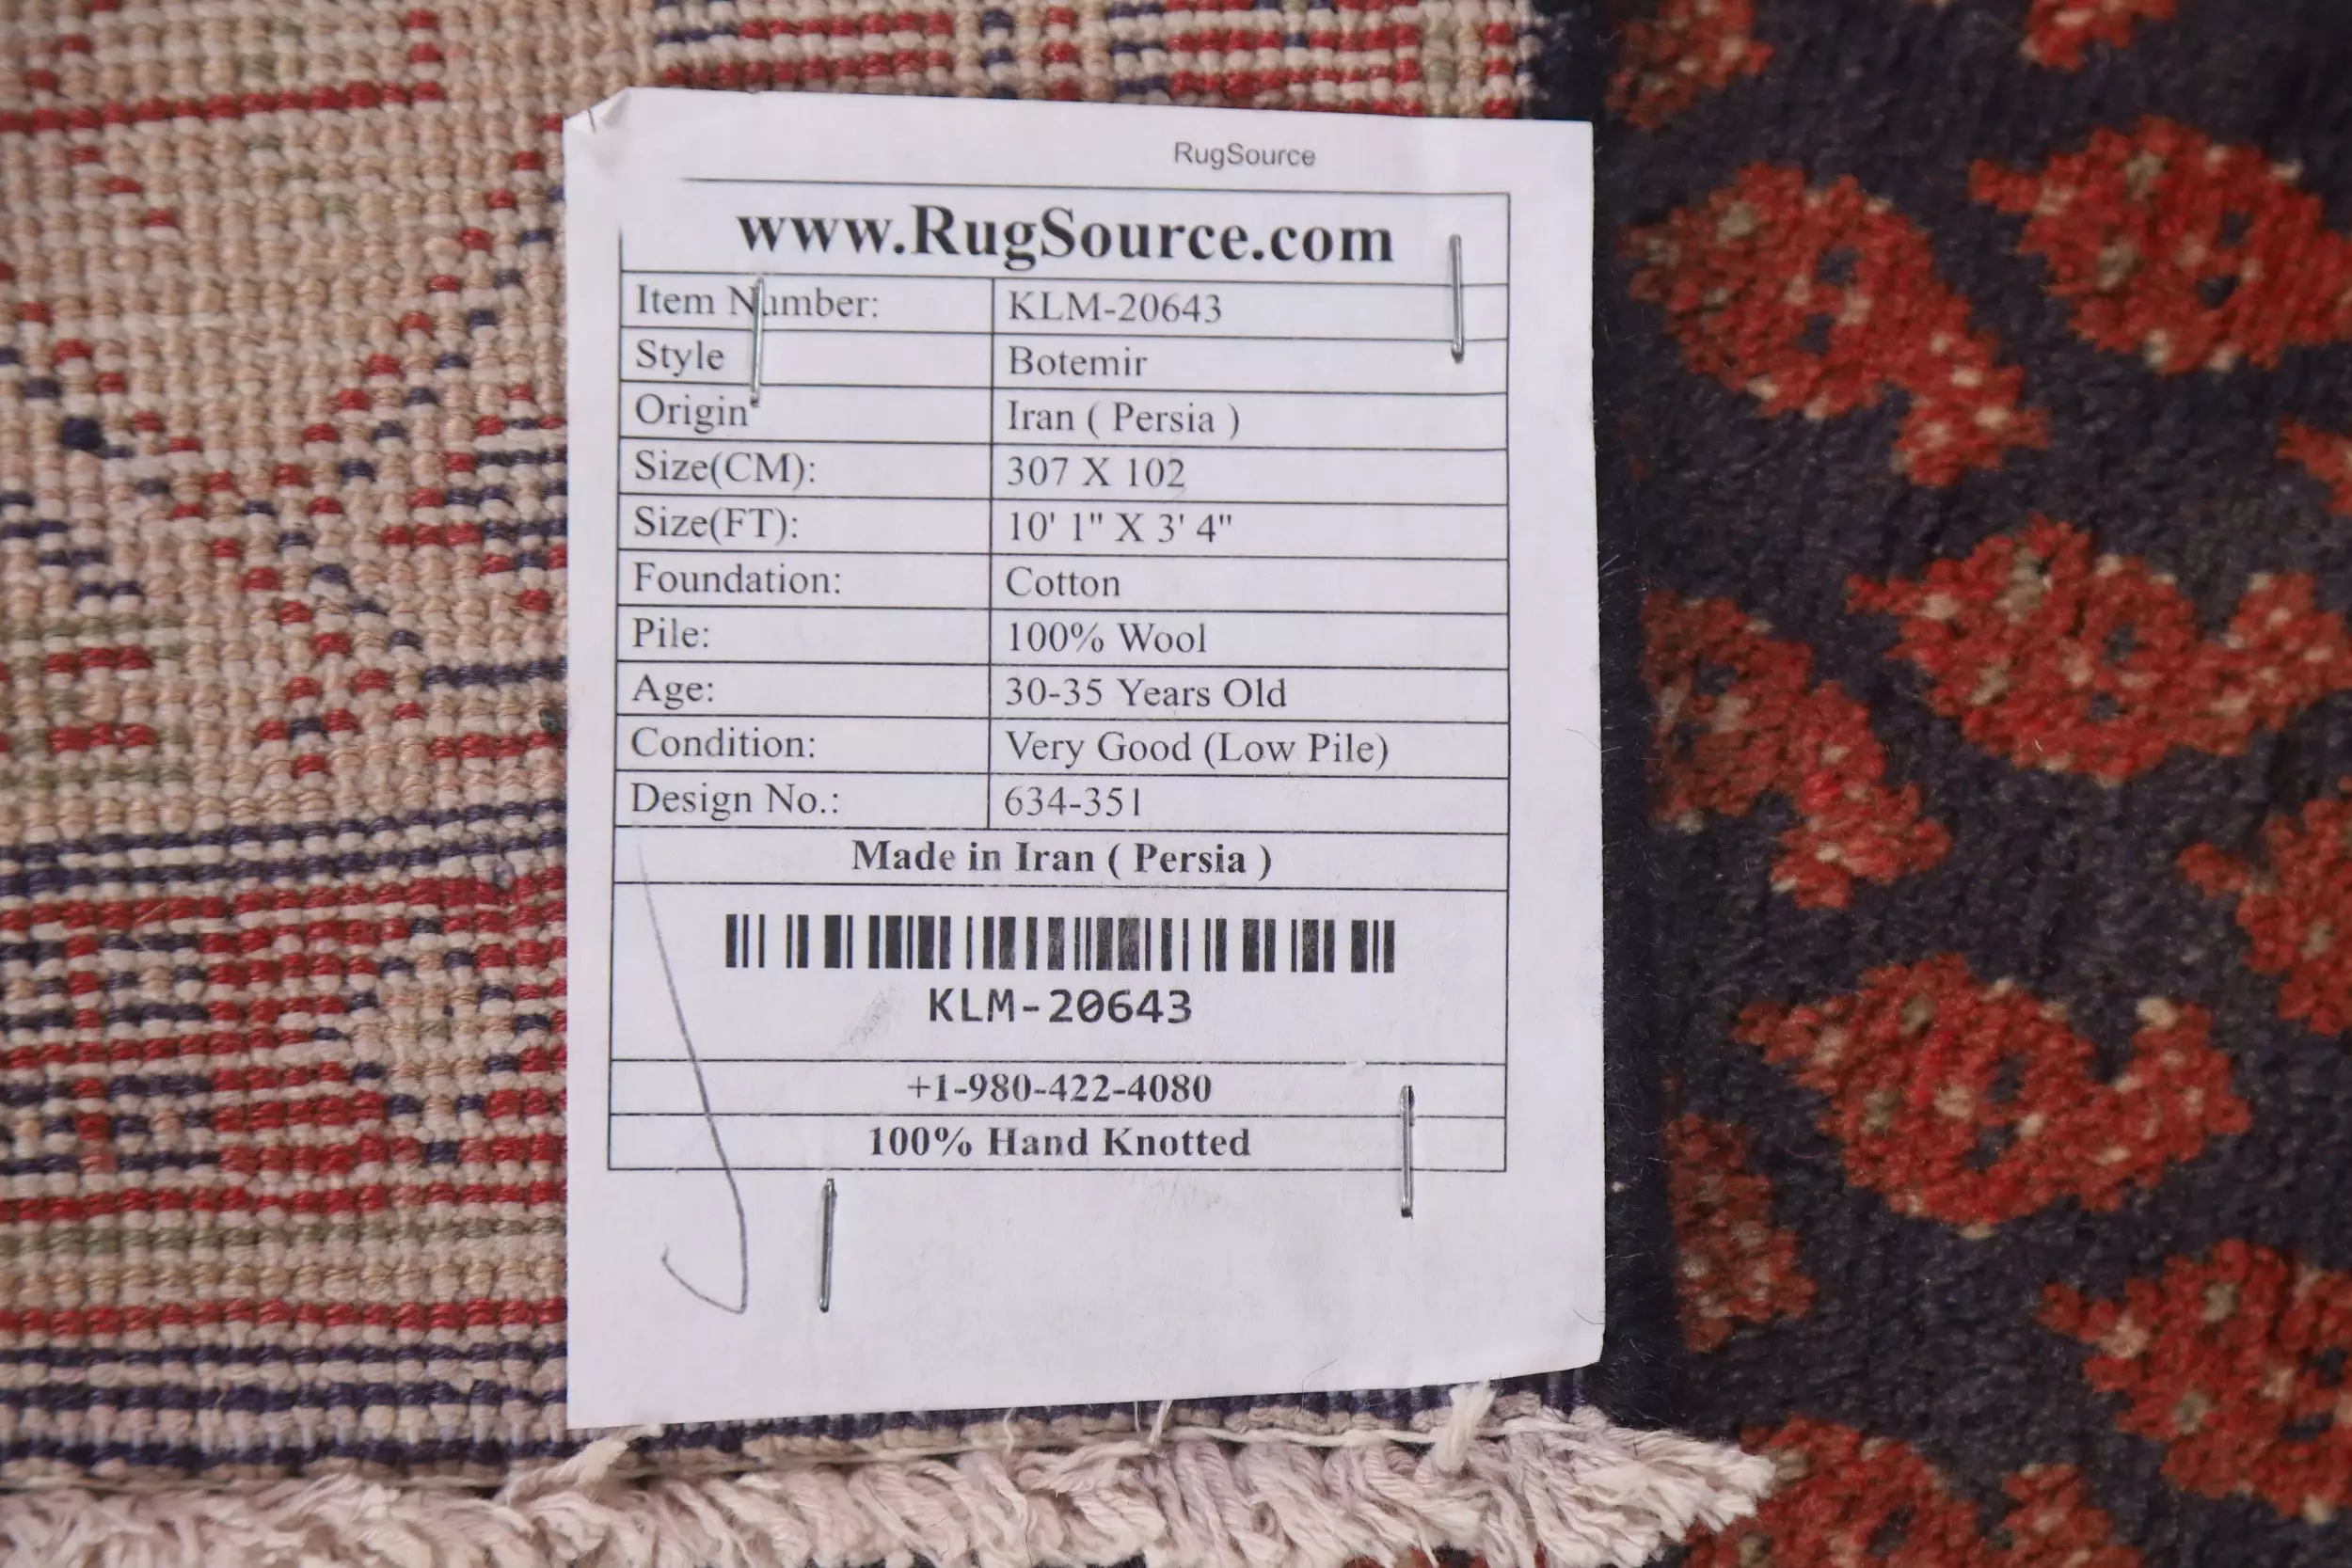 RugSource
www.RugSource.com
Item Number: KLM-20643
Style Botemir
Origin Iran ( Persia )
Size(CM): 307 X 102
Size(FT): 10' 1" X 3' 4"
Foundation: Cotton
Pile: 100% Wool
Age: 30-35 Years Old
Condition: Very Good (Low Pile)
Design No.: 634-351
Made in Iran ( Persia )
KLM-20643
+1-980-422-4080
100% Hand Knotted